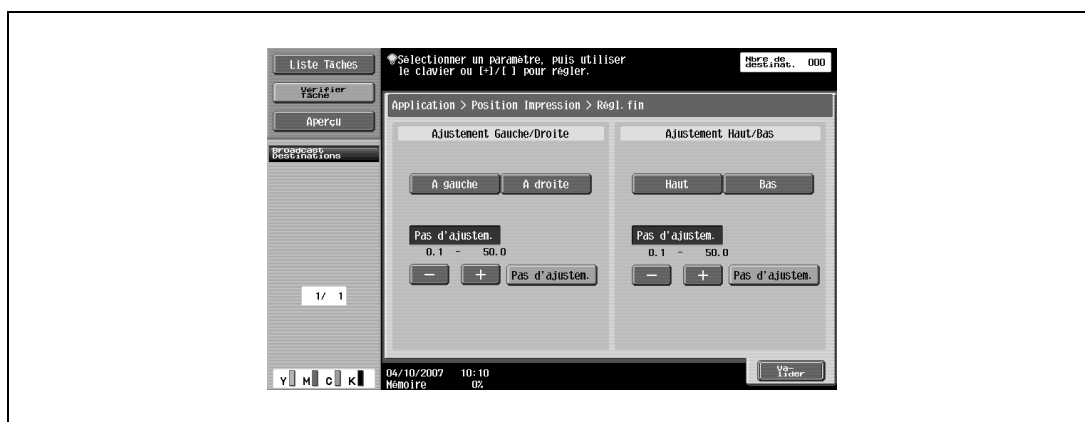 Liste Tâches
Vérifier
Tâche
Aperçu
Broadcast
Destinations
1/ 1
Y M C K
Sélectionner un paramètre, puis utiliser
le clavier ou [+]/[ ] pour régler.
Nbre de
destinat. 000
Application > Position Impression > Régl.fin
Ajustement Gauche/Droite
A gauche A droite
Pas d'ajustem.
0.1 - 50.0
− + Pas d'ajustem.
Ajustement Haut/Bas
Haut Bas
Pas d'ajustem.
0.1 - 50.0
− + Pas d'ajustem.
04/10/2007 10:10
Mémoire 0%
Va-
lider